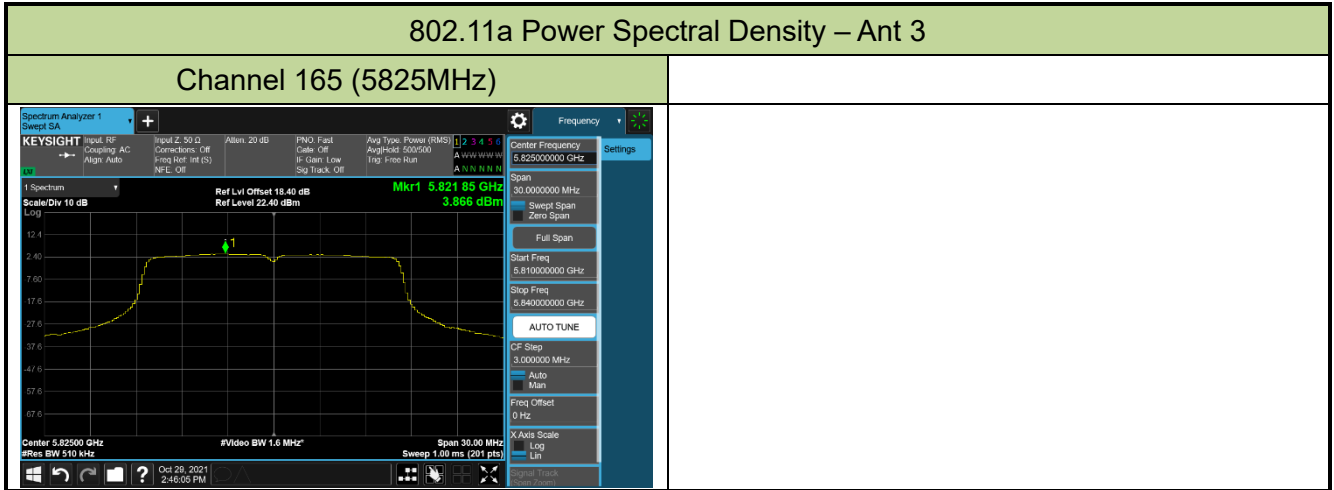 802.11a Power Spectral Density – Ant 3
Channel 165 (5825MHz)
Spectrum Analyzer 1
Swept SA
Frequency
KEYSIGHT
Input: RF
Coupling: AC
Align: Auto
Input Z: 50 Ω
Corrections: Off
Freq Ref: Int (S)
NFE: Off
Atten: 20 dB
PNO: Fast
Gate: Off
IF Gain: Low
Sig Track: Off
Avg Type: Power (RMS)
Avg|Hold: 500/500
Trig: Free Run
1 2 3 4 5 6
A W W W W W
A N N N N N
1 Spectrum
Scale/Div 10 dB
Log
Ref Lvl Offset 18.40 dB
Ref Level 22.40 dBm
Mkr1 5.821 85 GHz
3.866 dBm
1
12.4
2.40
-7.60
-17.6
-27.6
-37.6
-47.6
-57.6
-67.6
Center 5.82500 GHz
#Res BW 510 kHz
#Video BW 1.6 MHz*
Span 30.00 MHz
Sweep 1.00 ms (201 pts)
Center Frequency
5.825000000 GHz
Settings
Span
30.0000000 MHz
Swept Span
Zero Span
Full Span
Start Freq
5.810000000 GHz
Stop Freq
5.840000000 GHz
AUTO TUNE
CF Step
3.000000 MHz
Auto
Man
Freq Offset
0 Hz
X Axis Scale
Log
Lin
Signal Track
(Span Zoom)
?
Oct 29, 2021
2:46:05 PM